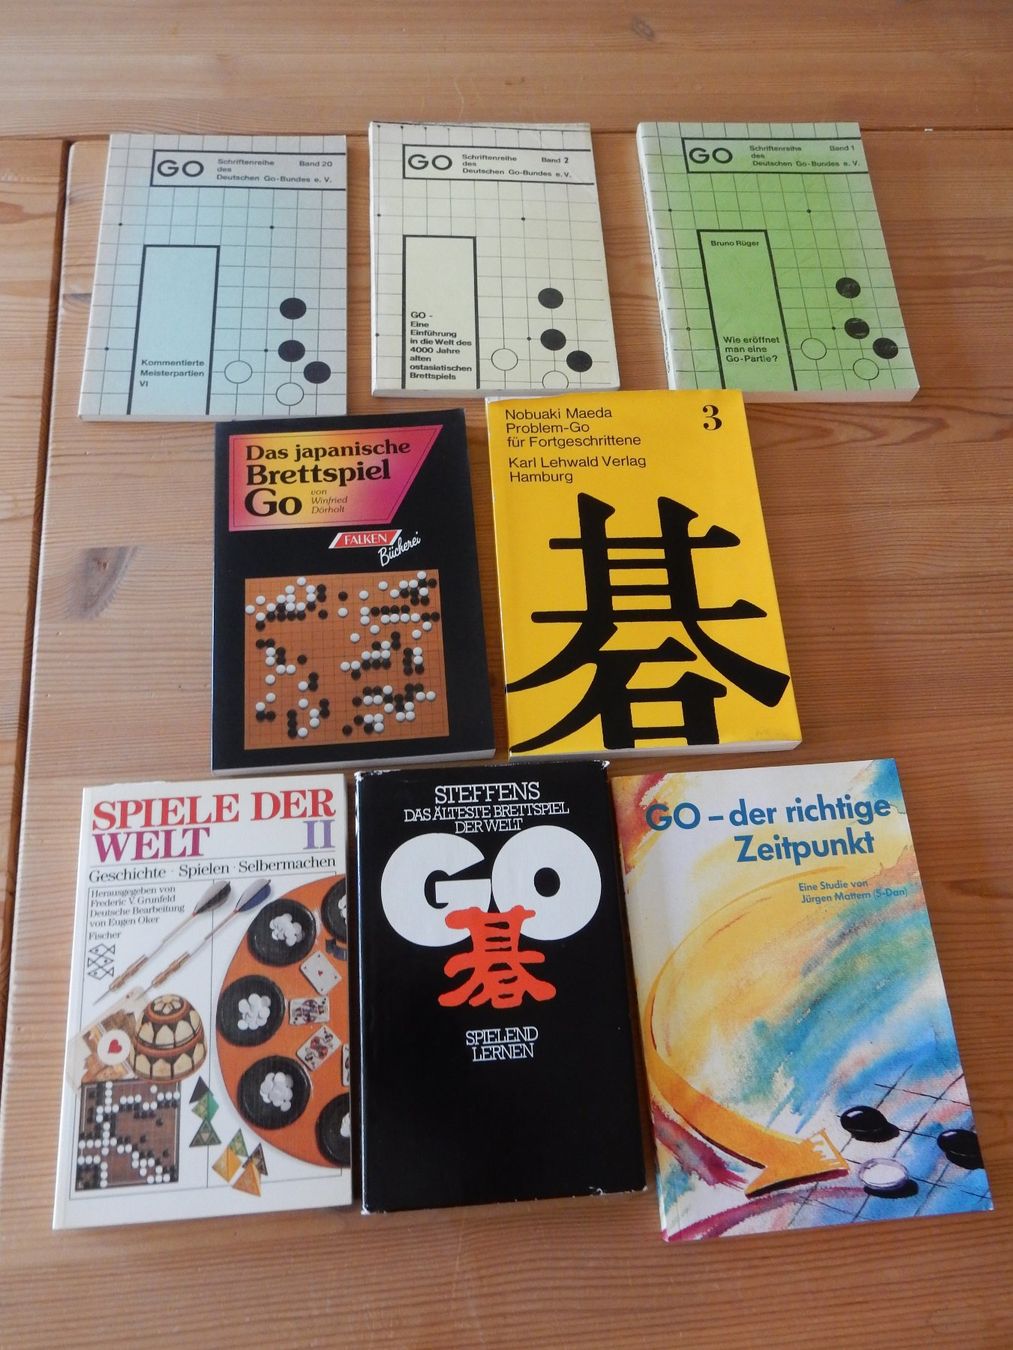 GO
Schriftenreihe Band 20
des
Deutschen Go-Bundes e. V.
Kommentierte
Meisterpartien
VI
GO
Schriftenreihe Band 2
des
Deutschen Go-Bundes e. V.
GO -
Eine
Einführung
in die Welt des
4000 Jahre
alten
ostasiatischen
Brettspiels
GO
Schriftenreihe Band 1
des
Deutschen Go-Bundes e. V.
Bruno Rüger
Wie eröffnet
man eine
Go-Partie?
Das japanische
Brettspiel
Go
von
Winfried
Dörholt
FALKEN
Bücherei
Nobuaki Maeda 3
Problem-Go
für Fortgeschrittene
Karl Lehwald Verlag
Hamburg
碁
SPIELE DER
WELT II
Geschichte · Spielen · Selbermachen
Herausgegeben von
Frederic V. Grunfeld
Deutsche Bearbeitung
von Eugen Oker
Fischer
STEFFENS
DAS ÄLTESTE BRETTSPIEL
DER WELT
GO
碁
SPIELEND
LERNEN
GO – der richtige
Zeitpunkt
Eine Studie von
Jürgen Mattern (5-Dan)